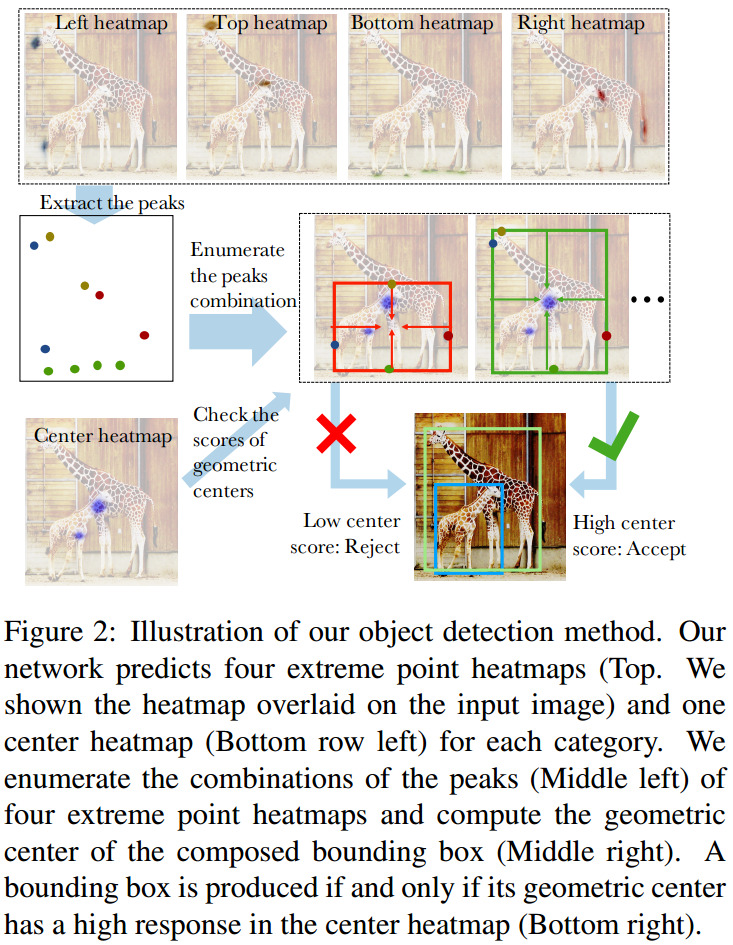 Left heatmap
Top heatmap
Bottom heatmap
Right heatmap
Extract the peaks
Enumerate
the peaks
combination
Center heatmap
Check the
scores of
geometric
centers
Low center
score: Reject
High center
score: Accept
Figure 2: Illustration of our object detection method. Our
network predicts four extreme point heatmaps (Top. We
shown the heatmap overlaid on the input image) and one
center heatmap (Bottom row left) for each category. We
enumerate the combinations of the peaks (Middle left) of
four extreme point heatmaps and compute the geometric
center of the composed bounding box (Middle right). A
bounding box is produced if and only if its geometric center
has a high response in the center heatmap (Bottom right).